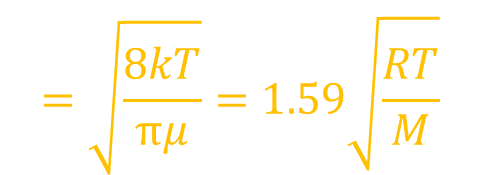 = √(8kT/πμ) = 1.59 √(RT/M)